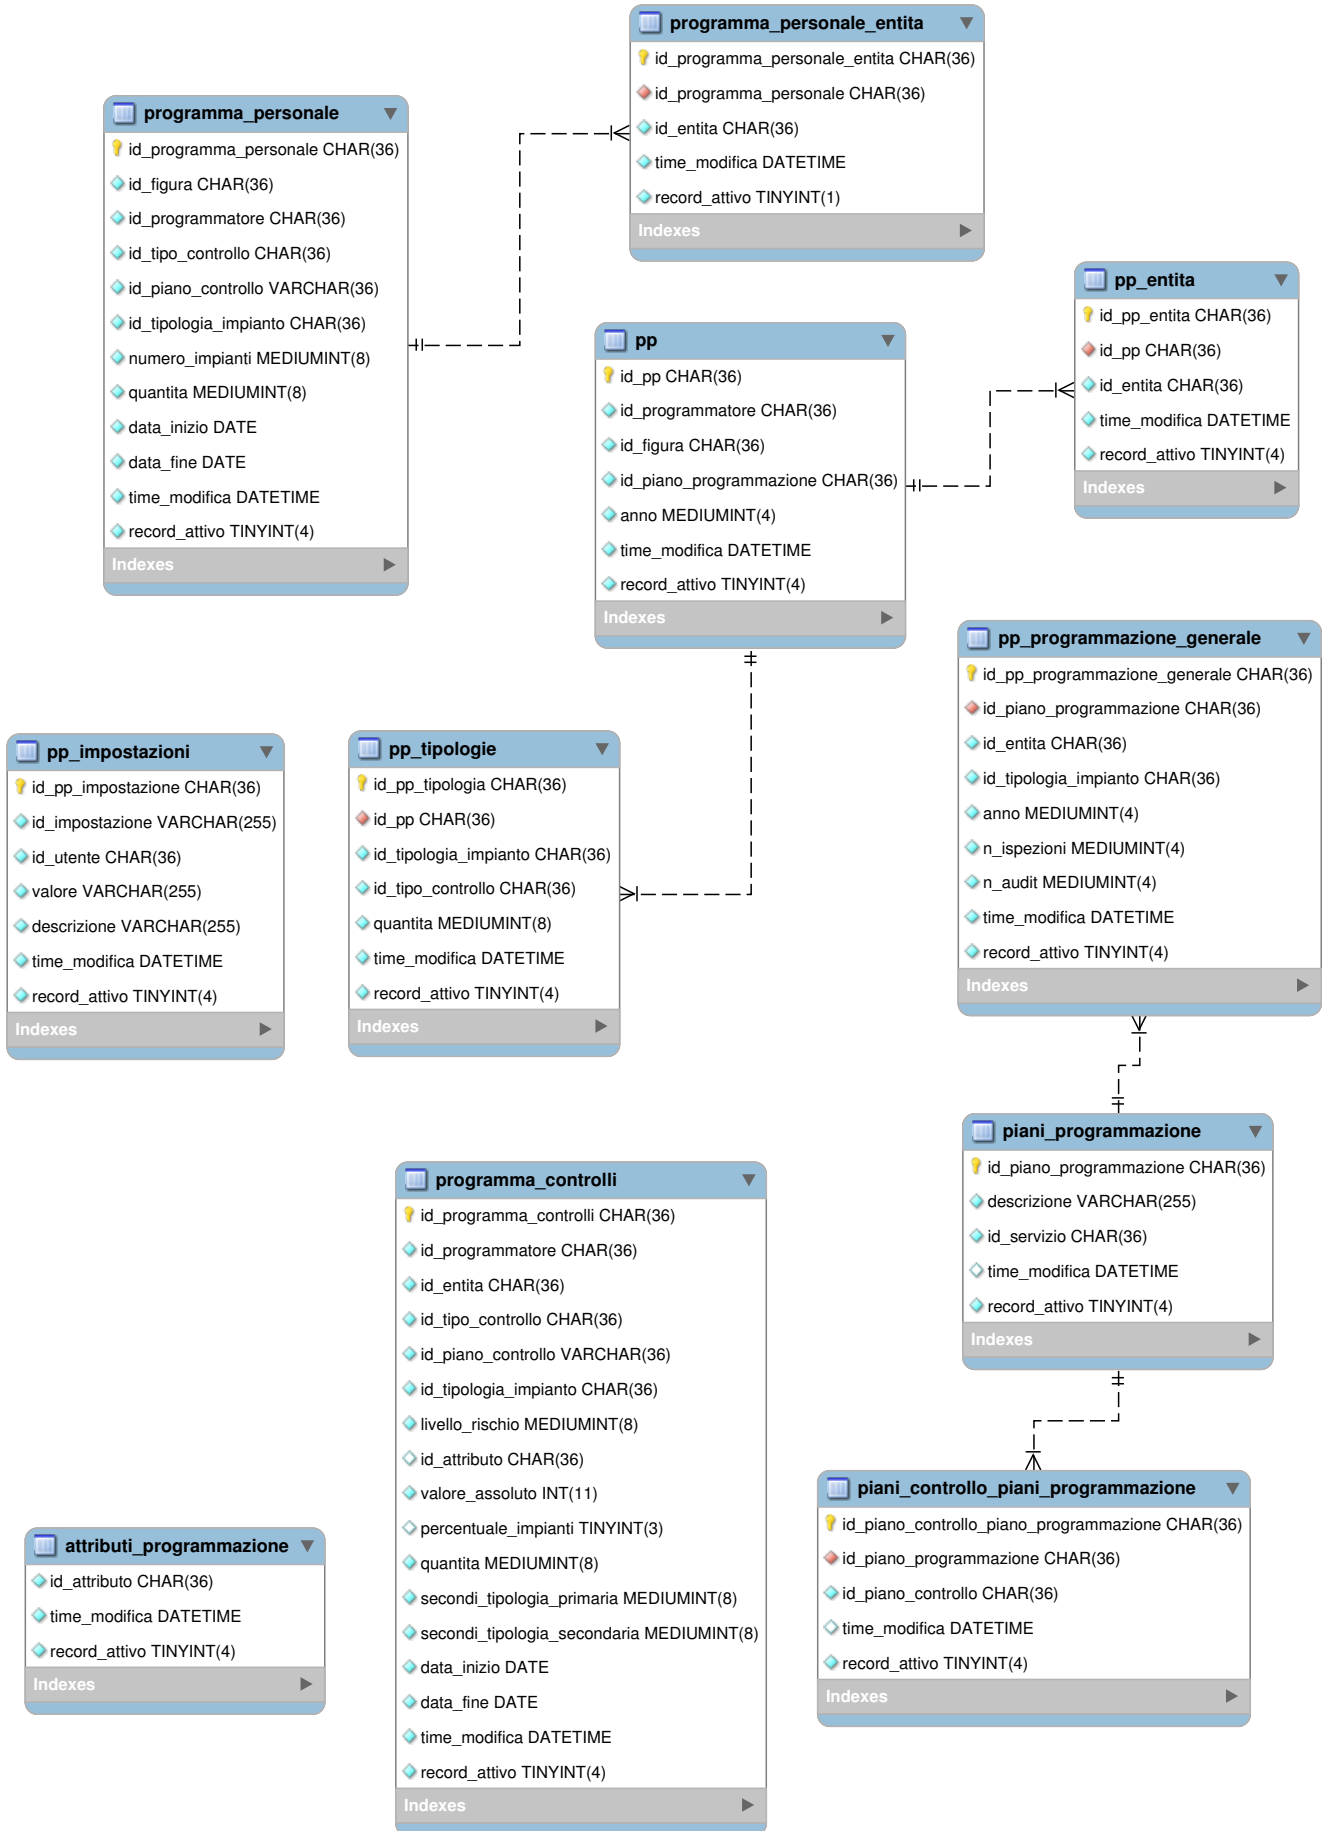 programma_personale_entita
id_programma_personale_entita CHAR(36)
id_programma_personale CHAR(36)
id_entita CHAR(36)
time_modifica DATETIME
record_attivo TINYINT(1)
Indexes
programma_personale
id_programma_personale CHAR(36)
id_figura CHAR(36)
id_programmatore CHAR(36)
id_tipo_controllo CHAR(36)
id_piano_controllo VARCHAR(36)
id_tipologia_impianto CHAR(36)
numero_impianti MEDIUMINT(8)
quantita MEDIUMINT(8)
data_inizio DATE
data_fine DATE
time_modifica DATETIME
record_attivo TINYINT(4)
Indexes
pp_entita
id_pp_entita CHAR(36)
id_pp CHAR(36)
id_entita CHAR(36)
time_modifica DATETIME
record_attivo TINYINT(4)
Indexes
pp
id_pp CHAR(36)
id_programmatore CHAR(36)
id_figura CHAR(36)
id_piano_programmazione CHAR(36)
anno MEDIUMINT(4)
time_modifica DATETIME
record_attivo TINYINT(4)
Indexes
pp_programmazione_generale
id_pp_programmazione_generale CHAR(36)
id_piano_programmazione CHAR(36)
id_entita CHAR(36)
id_tipologia_impianto CHAR(36)
anno MEDIUMINT(4)
n_ispezioni MEDIUMINT(4)
n_audit MEDIUMINT(4)
time_modifica DATETIME
record_attivo TINYINT(4)
Indexes
pp_impostazioni
id_pp_impostazione CHAR(36)
id_impostazione VARCHAR(255)
id_utente CHAR(36)
valore VARCHAR(255)
descrizione VARCHAR(255)
time_modifica DATETIME
record_attivo TINYINT(4)
Indexes
pp_tipologie
id_pp_tipologia CHAR(36)
id_pp CHAR(36)
id_tipologia_impianto CHAR(36)
id_tipo_controllo CHAR(36)
quantita MEDIUMINT(8)
time_modifica DATETIME
record_attivo TINYINT(4)
Indexes
piani_programmazione
id_piano_programmazione CHAR(36)
descrizione VARCHAR(255)
id_servizio CHAR(36)
time_modifica DATETIME
record_attivo TINYINT(4)
Indexes
programma_controlli
id_programma_controlli CHAR(36)
id_programmatore CHAR(36)
id_entita CHAR(36)
id_tipo_controllo CHAR(36)
id_piano_controllo VARCHAR(36)
id_tipologia_impianto CHAR(36)
livello_rischio MEDIUMINT(8)
id_attributo CHAR(36)
valore_assoluto INT(11)
percentuale_impianti TINYINT(3)
quantita MEDIUMINT(8)
secondi_tipologia_primaria MEDIUMINT(8)
secondi_tipologia_secondaria MEDIUMINT(8)
data_inizio DATE
data_fine DATE
time_modifica DATETIME
record_attivo TINYINT(4)
Indexes
piani_controllo_piani_programmazione
id_piano_controllo_piano_programmazione CHAR(36)
id_piano_programmazione CHAR(36)
id_piano_controllo CHAR(36)
time_modifica DATETIME
record_attivo TINYINT(4)
Indexes
attributi_programmazione
id_attributo CHAR(36)
time_modifica DATETIME
record_attivo TINYINT(4)
Indexes